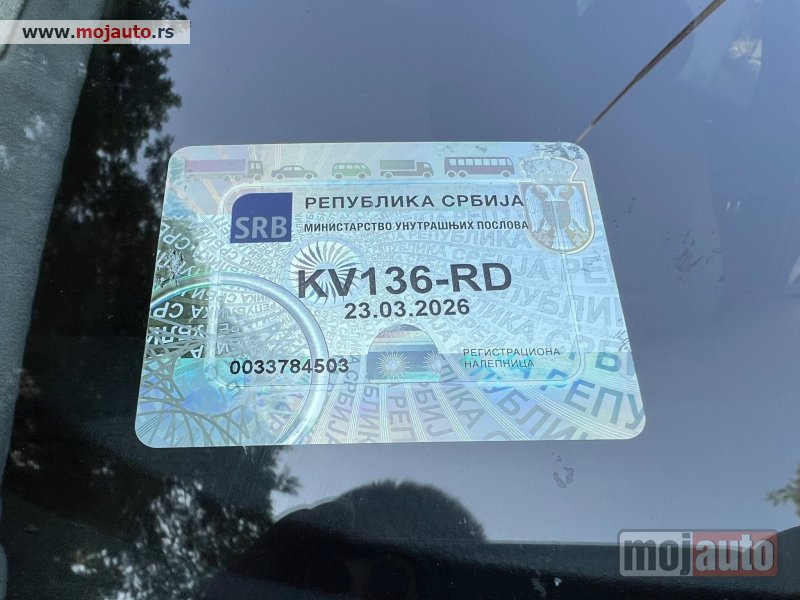 www.mojauto.rs
SRB
РЕПУБЛИКА СРБИЈА
МИНИСТАРСТВО УНУТРАШЊИХ ПОСЛОВА
KV136-RD
23.03.2026
0033784503
РЕГИСТРАЦИОНА
НАЛЕПНИЦА
mojauto